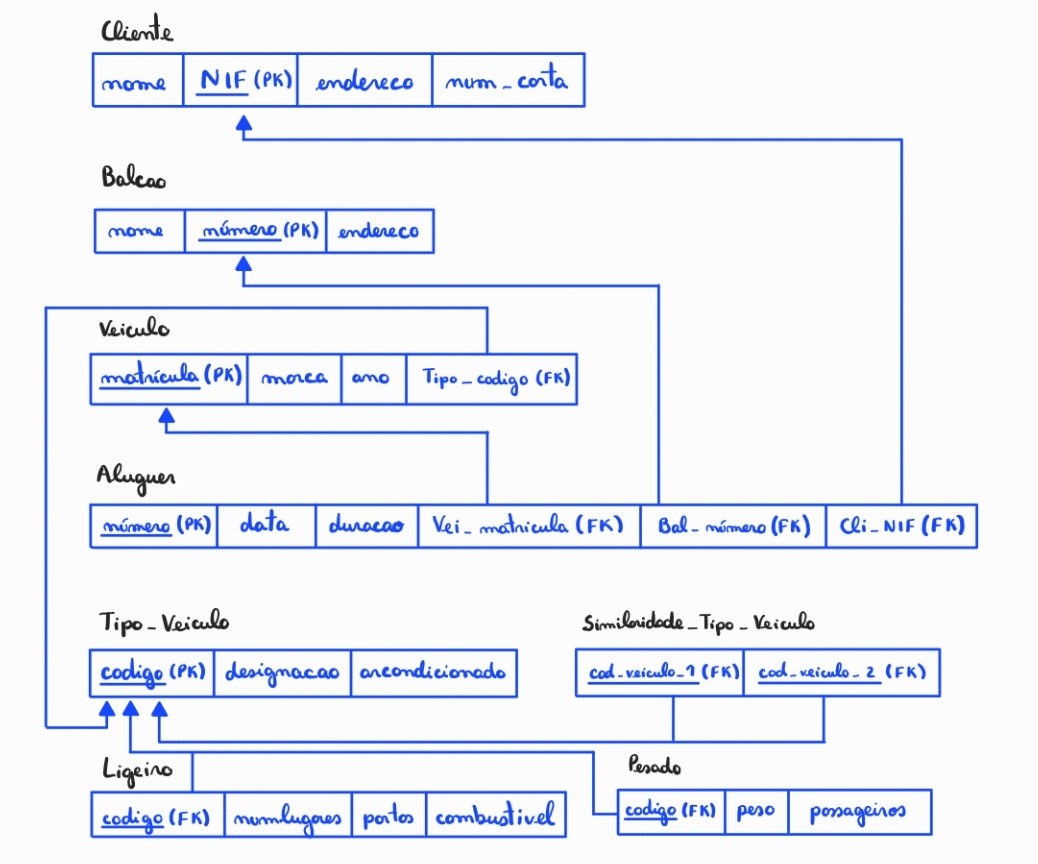 Cliente
nome NIF (PK) endereco num_carta
Balcao
nome número (PK) endereco
Veiculo
matrícula (PK) marca ano Tipo_codigo (FK)
Aluguer
número (PK) data duracao Vei_matricula (FK) Bal_número (FK) Cli_NIF (FK)
Tipo_Veiculo
codigo (PK) designacao arcondicionado
Similaridade_Tipo_Veiculo
cod_veiculo_1 (FK) cod_veiculo_2 (FK)
Ligeiro
codigo (FK) numlugares portas combustivel
Pesado
codigo (FK) peso passageiros